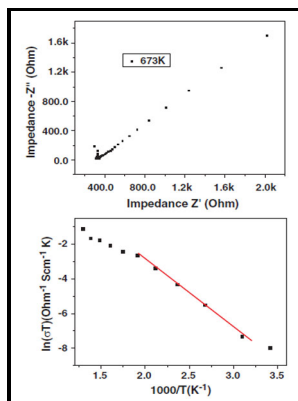 Impedance -Z'' (Ohm)
1.6k
1.2k
800.0
400.0
0.0
673K
400.0 800.0 1.2k 1.6k 2.0k
Impedance Z' (Ohm)
ln(σT)(Ohm⁻¹ Scm⁻¹ K)
-2
-4
-6
-8
1.5 2.0 2.5 3.0 3.5
1000/T(K⁻¹)